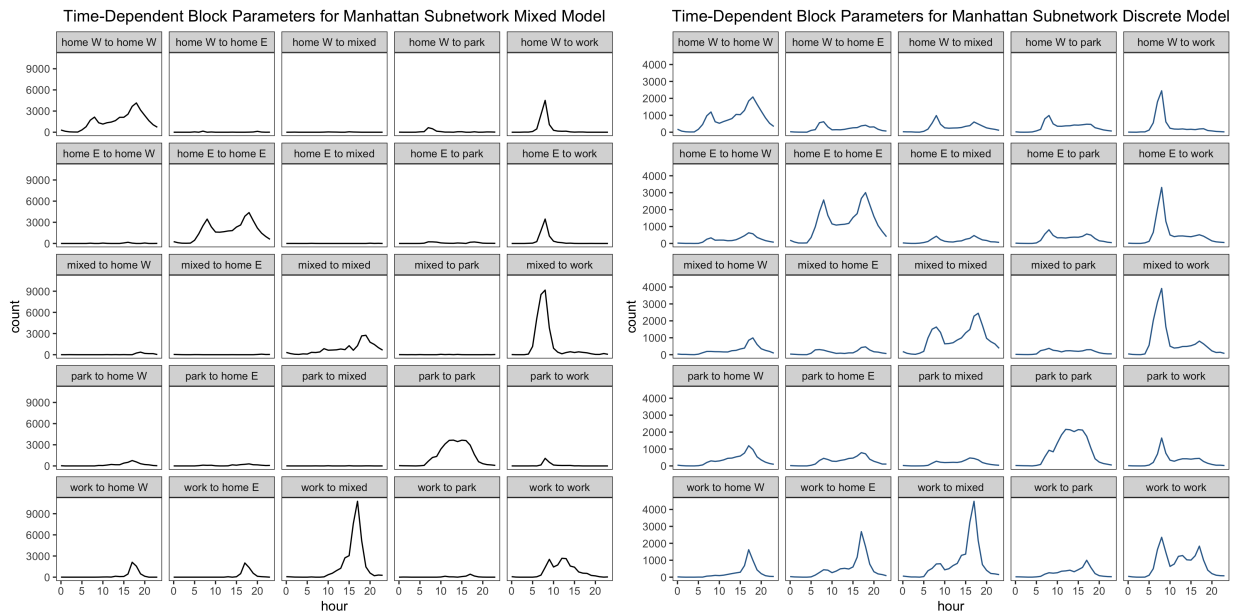 Time-Dependent Block Parameters for Manhattan Subnetwork Mixed Model
home W to home W home W to home E home W to mixed home W to park home W to work
9000
6000
3000
0
home E to home W home E to home E home E to mixed home E to park home E to work
9000
6000
3000
0
mixed to home W mixed to home E mixed to mixed mixed to park mixed to work
9000
6000
3000
0
park to home W park to home E park to mixed park to park park to work
9000
6000
3000
0
work to home W work to home E work to mixed work to park work to work
9000
6000
3000
0
count
0 5 10 15 20 0 5 10 15 20 0 5 10 15 20 0 5 10 15 20 0 5 10 15 20
hour
Time-Dependent Block Parameters for Manhattan Subnetwork Discrete Model
home W to home W home W to home E home W to mixed home W to park home W to work
4000
3000
2000
1000
0
home E to home W home E to home E home E to mixed home E to park home E to work
4000
3000
2000
1000
0
mixed to home W mixed to home E mixed to mixed mixed to park mixed to work
4000
3000
2000
1000
0
park to home W park to home E park to mixed park to park park to work
4000
3000
2000
1000
0
work to home W work to home E work to mixed work to park work to work
4000
3000
2000
1000
0
count
0 5 10 15 20 0 5 10 15 20 0 5 10 15 20 0 5 10 15 20 0 5 10 15 20
hour